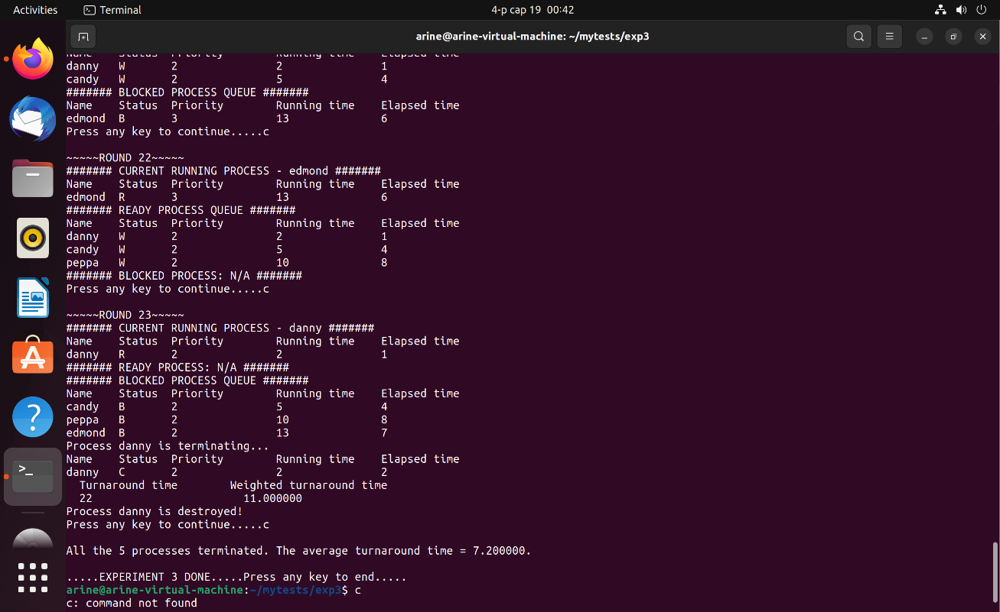 Activities Terminal 4-р сар 19 00:42
arine@arine-virtual-machine: ~/mytests/exp3
Name Status Priority Running time Elapsed time
danny W 2 2 1
candy W 2 5 4
####### BLOCKED PROCESS QUEUE #######
Name Status Priority Running time Elapsed time
edmond B 3 13 6
Press any key to continue.....c
~~~~~ROUND 22~~~~~
####### CURRENT RUNNING PROCESS - edmond #######
Name Status Priority Running time Elapsed time
edmond R 3 13 6
####### READY PROCESS QUEUE #######
Name Status Priority Running time Elapsed time
danny W 2 2 1
candy W 2 5 4
peppa W 2 10 8
####### BLOCKED PROCESS: N/A #######
Press any key to continue.....c
~~~~~ROUND 23~~~~~
####### CURRENT RUNNING PROCESS - danny #######
Name Status Priority Running time Elapsed time
danny R 2 2 1
####### READY PROCESS: N/A #######
####### BLOCKED PROCESS QUEUE #######
Name Status Priority Running time Elapsed time
candy B 2 5 4
peppa B 2 10 8
edmond B 2 13 7
Process danny is terminating...
Name Status Priority Running time Elapsed time
danny C 2 2 2
Turnaround time Weighted turnaround time
22 11.000000
Process danny is destroyed!
Press any key to continue.....c
All the 5 processes terminated. The average turnaround time = 7.200000.
.....EXPERIMENT 3 DONE.....Press any key to end.....
arine@arine-virtual-machine:~/mytests/exp3$ c
c: command not found